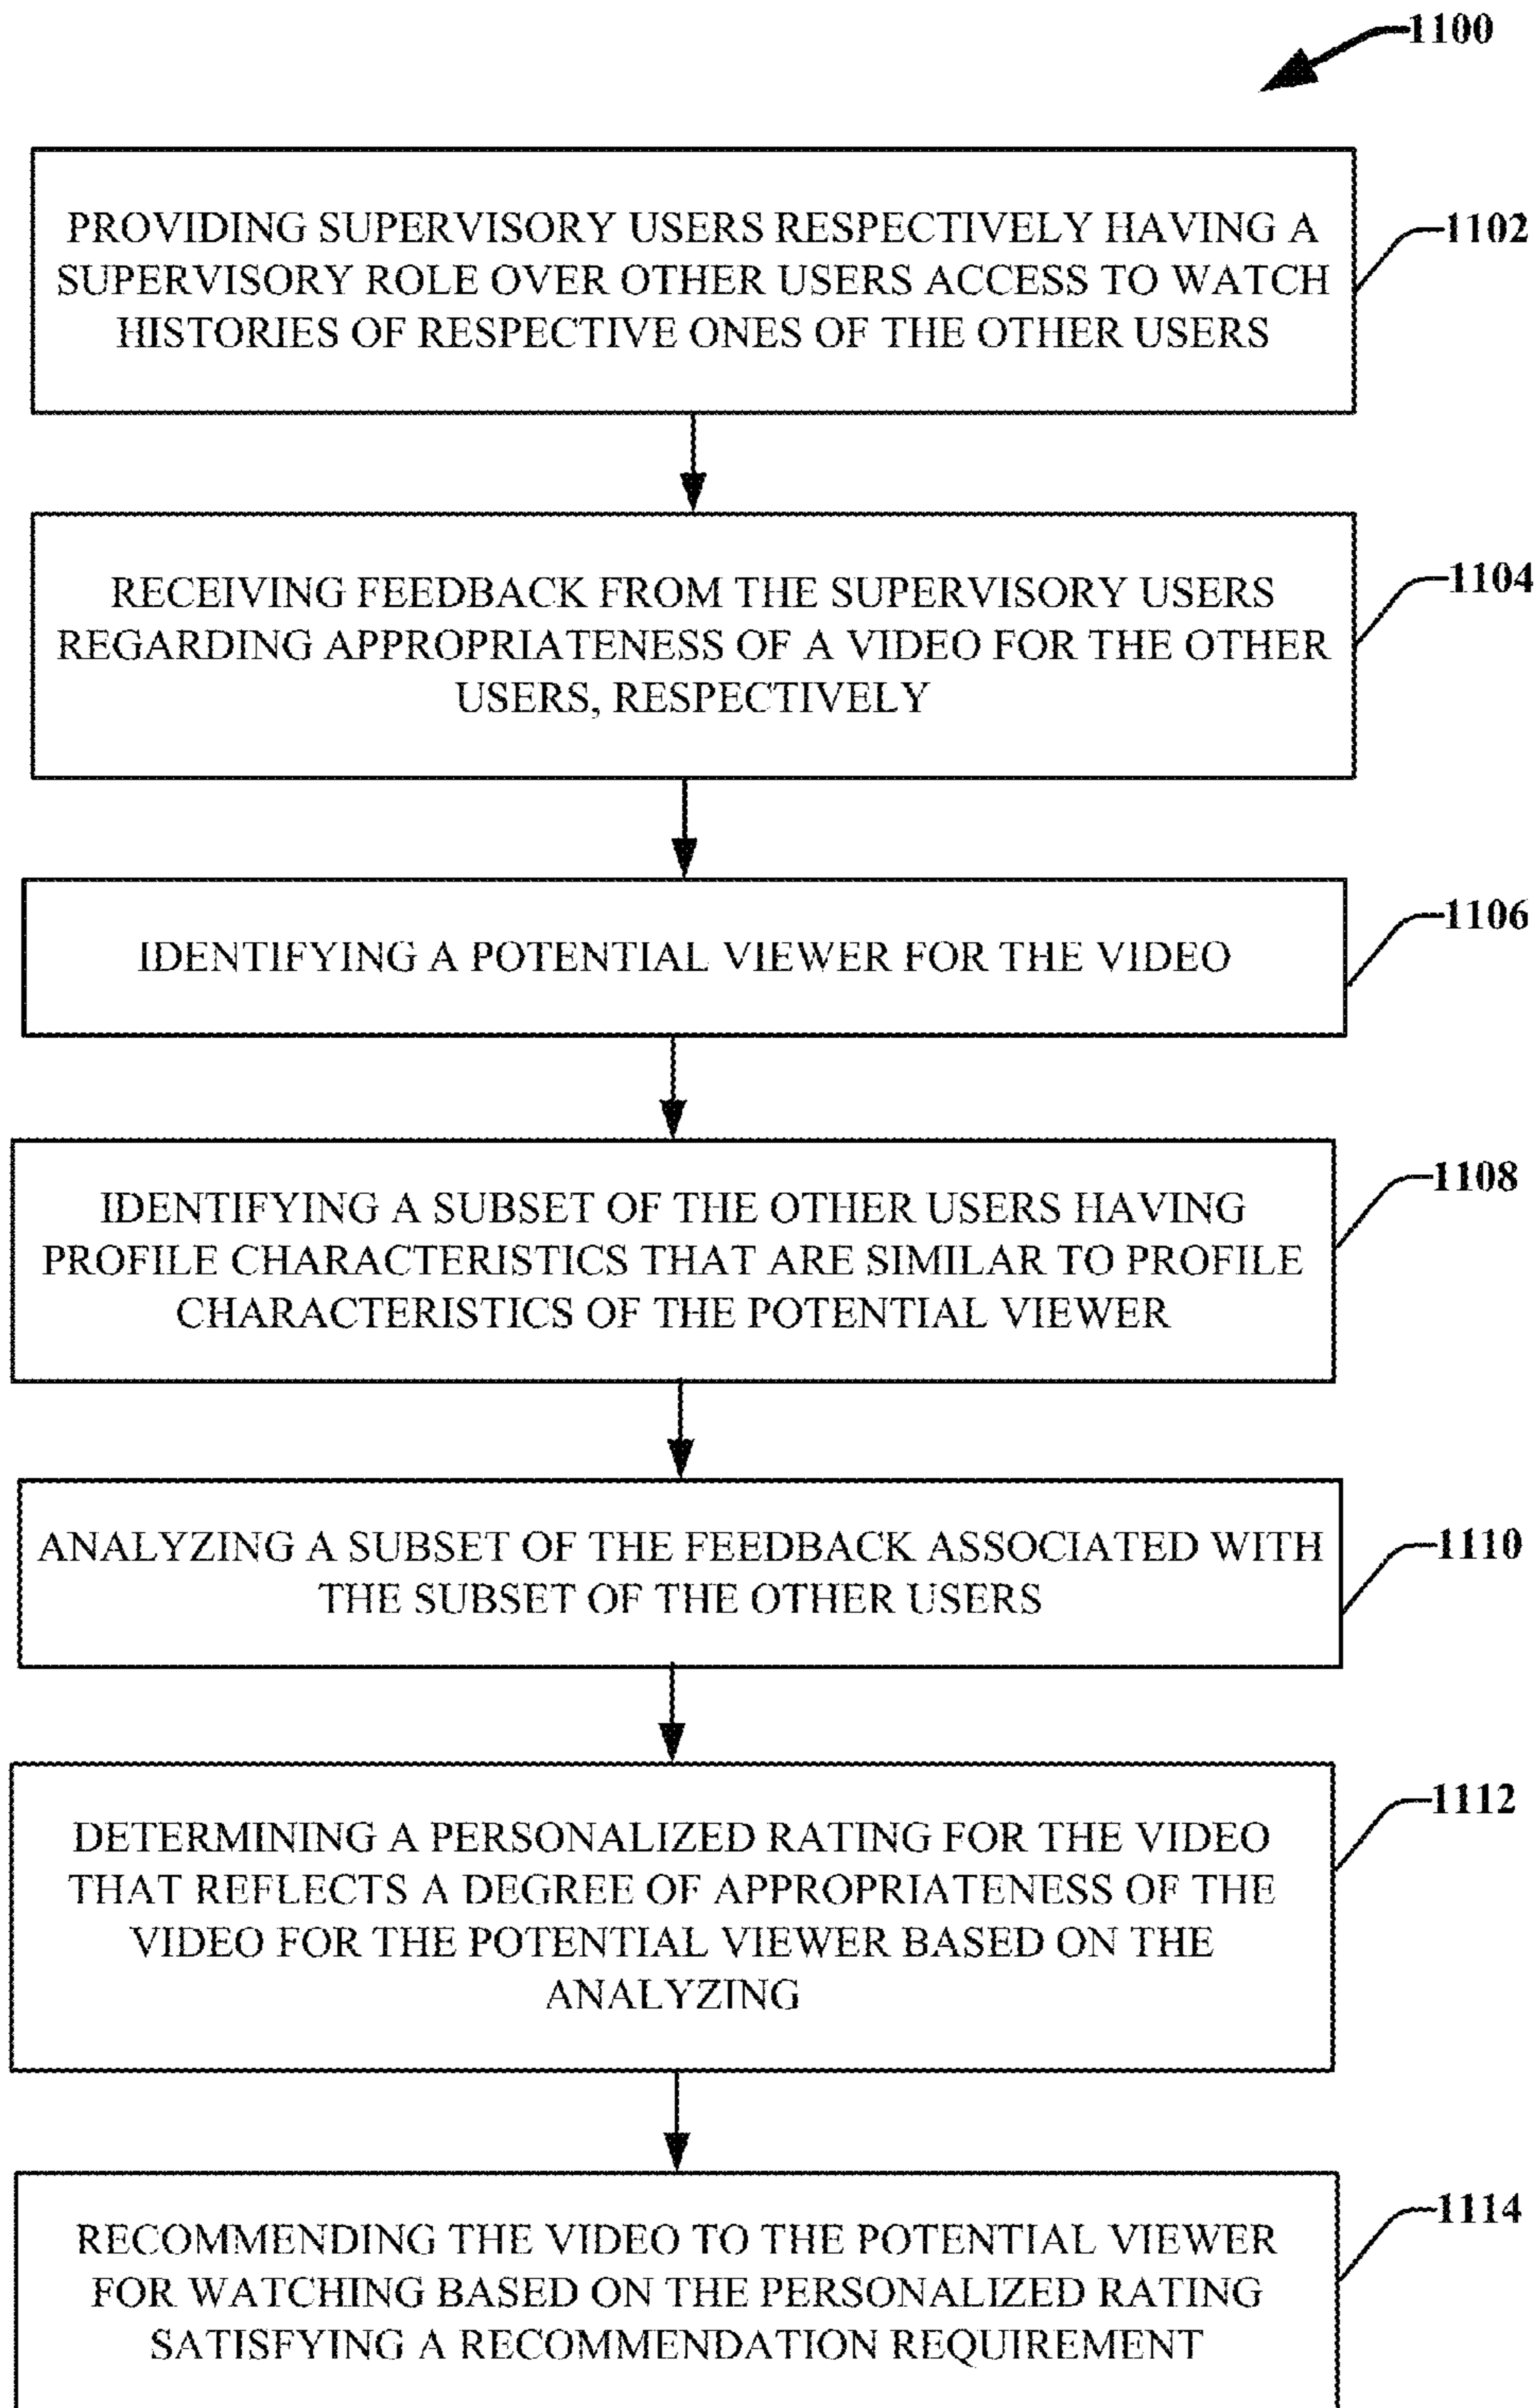 1100
PROVIDING SUPERVISORY USERS RESPECTIVELY HAVING A
SUPERVISORY ROLE OVER OTHER USERS ACCESS TO WATCH
HISTORIES OF RESPECTIVE ONES OF THE OTHER USERS
1102
RECEIVING FEEDBACK FROM THE SUPERVISORY USERS
REGARDING APPROPRIATENESS OF A VIDEO FOR THE OTHER
USERS, RESPECTIVELY
1104
IDENTIFYING A POTENTIAL VIEWER FOR THE VIDEO
1106
IDENTIFYING A SUBSET OF THE OTHER USERS HAVING
PROFILE CHARACTERISTICS THAT ARE SIMILAR TO PROFILE
CHARACTERISTICS OF THE POTENTIAL VIEWER
1108
ANALYZING A SUBSET OF THE FEEDBACK ASSOCIATED WITH
THE SUBSET OF THE OTHER USERS
1110
DETERMINING A PERSONALIZED RATING FOR THE VIDEO
THAT REFLECTS A DEGREE OF APPROPRIATENESS OF THE
VIDEO FOR THE POTENTIAL VIEWER BASED ON THE
ANALYZING
1112
RECOMMENDING THE VIDEO TO THE POTENTIAL VIEWER
FOR WATCHING BASED ON THE PERSONALIZED RATING
SATISFYING A RECOMMENDATION REQUIREMENT
1114